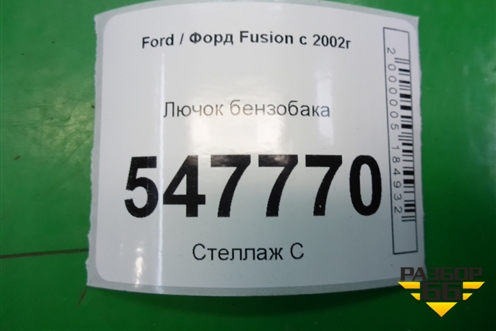 Ford / Форд Fusion с 2002г
Лючок бензобака
547770
Стеллаж С
2000005184932
РАЗБОР
66